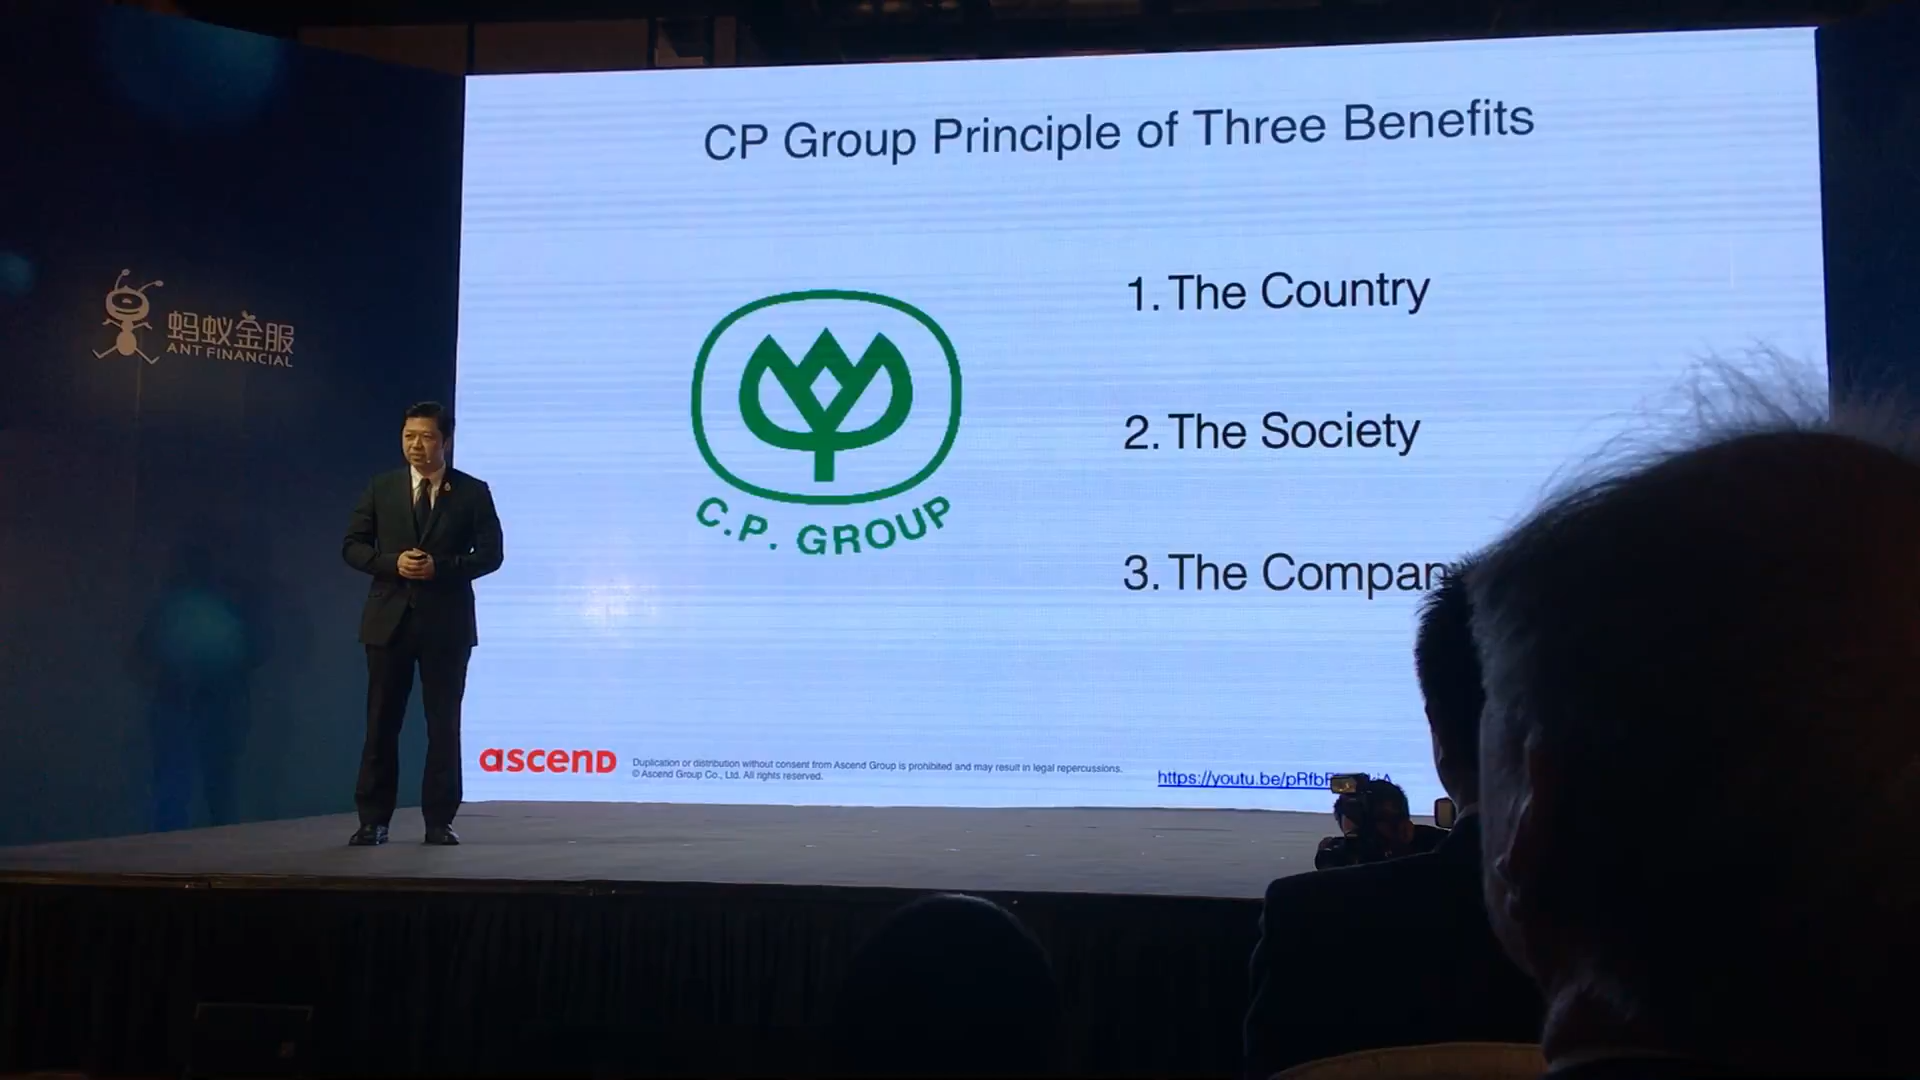 CP Group Principle of Three Benefits
蚂蚁金服
ANT FINANCIAL
C.P. GROUP
1. The Country
2. The Society
3. The
ascend
Duplication or distribution without consent from Ascend Group is prohibited and may result in legal repercussions.
© Ascend Group Co., Ltd. All rights reserved.